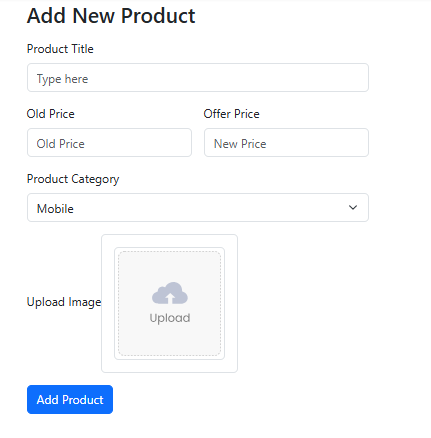 Add New Product
Product Title
Type here
Old Price Offer Price
Old Price New Price
Product Category
Mobile
Upload Image
Upload
Add Product